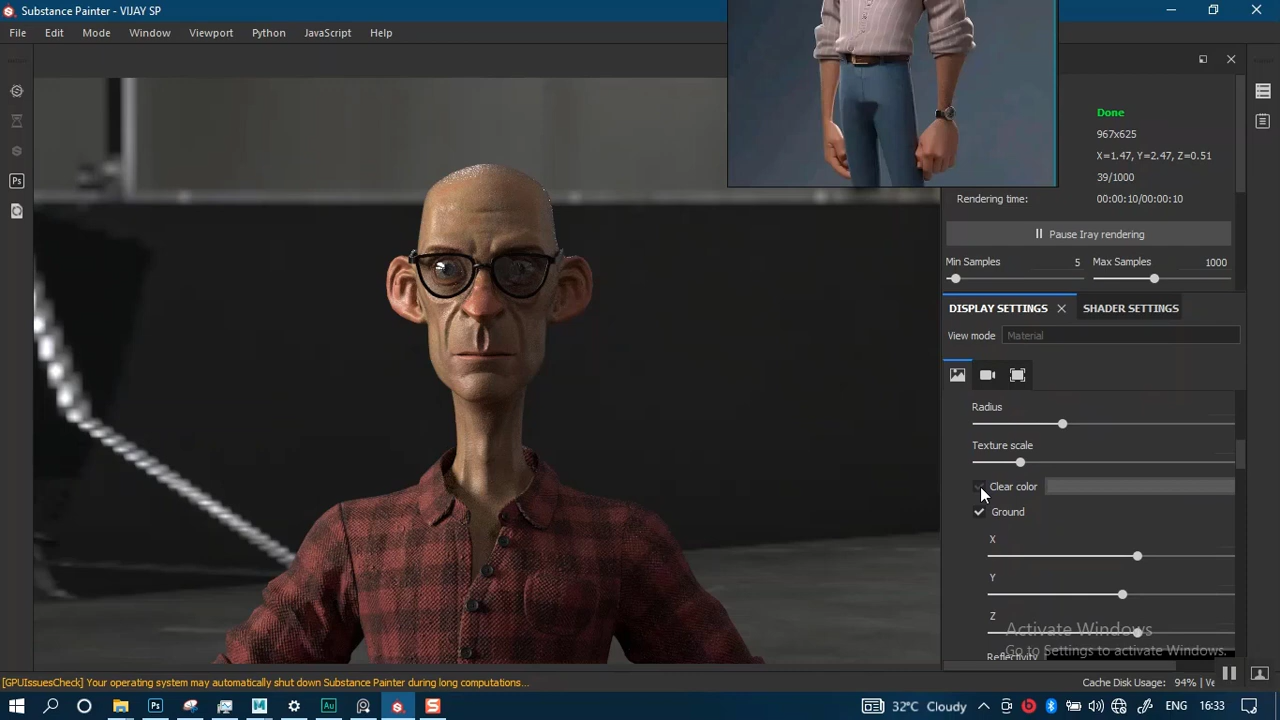 Substance Painter - VIJAY SP
File Edit Mode Window Viewport Python JavaScript Help
Done
967x625
X=1.47, Y=2.47, Z=0.51
39/1000
Rendering time: 00:00:10/00:00:10
Pause Iray rendering
Min Samples 5 Max Samples 1000
DISPLAY SETTINGS SHADER SETTINGS
View mode Material
Radius
Texture scale
Clear color
Ground
X
Y
Z
Activate Windows
Go to Settings to activate Windows.
Reflectivity
[GPUIssuesCheck] Your operating system may automatically shut down Substance Painter during long computations...
Cache Disk Usage: 94% | Ve
Ps Au M S
32°C Cloudy ENG 16:33